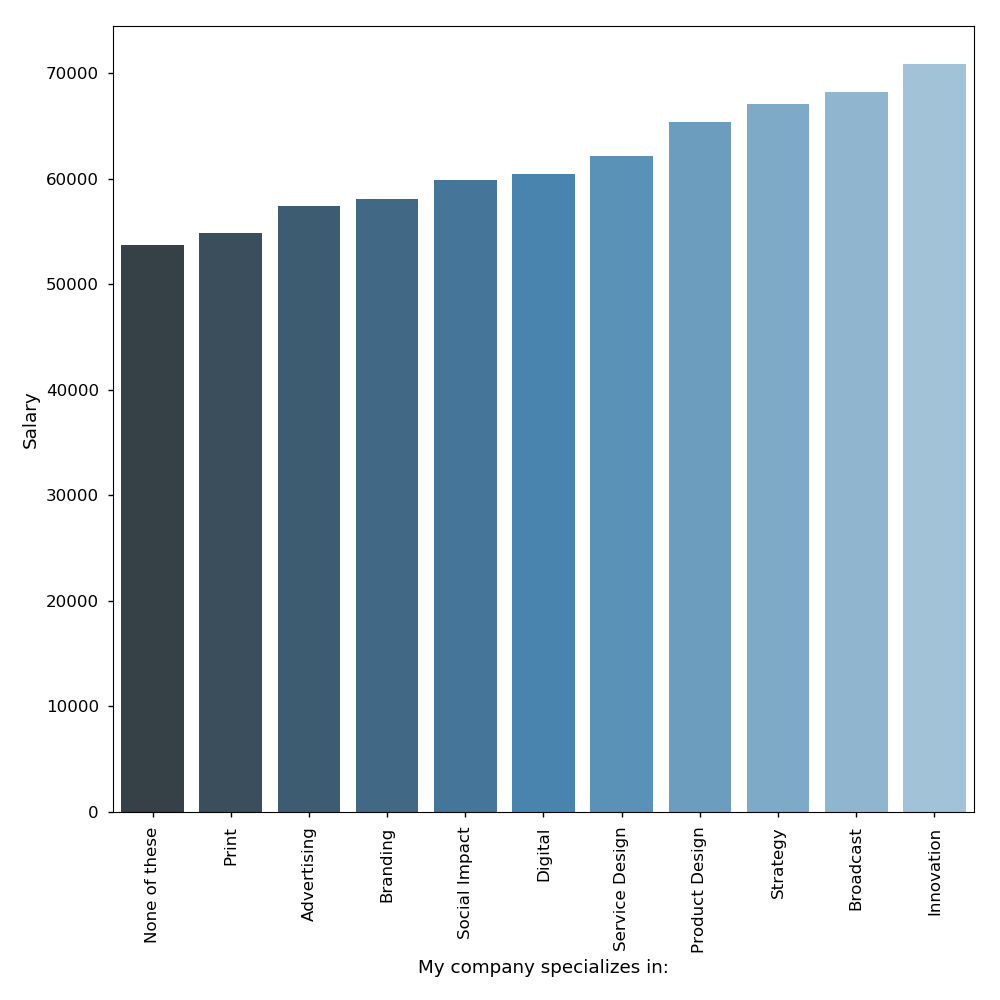 70000
60000
50000
40000
30000
20000
10000
0
Salary
None of these
Print
Advertising
Branding
Social Impact
Digital
Service Design
Product Design
Strategy
Broadcast
Innovation
My company specializes in: